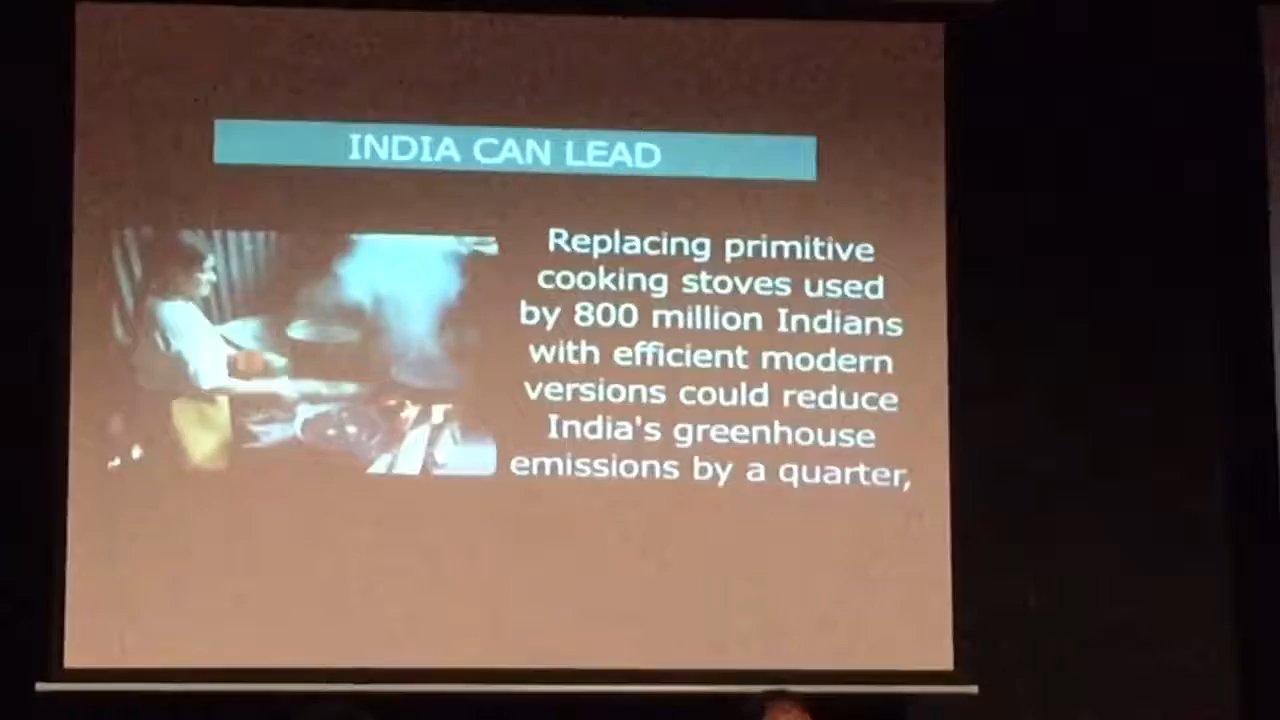 INDIA CAN LEAD
Replacing primitive
cooking stoves used
by 800 million Indians
with efficient modern
versions could reduce
India's greenhouse
emissions by a quarter,